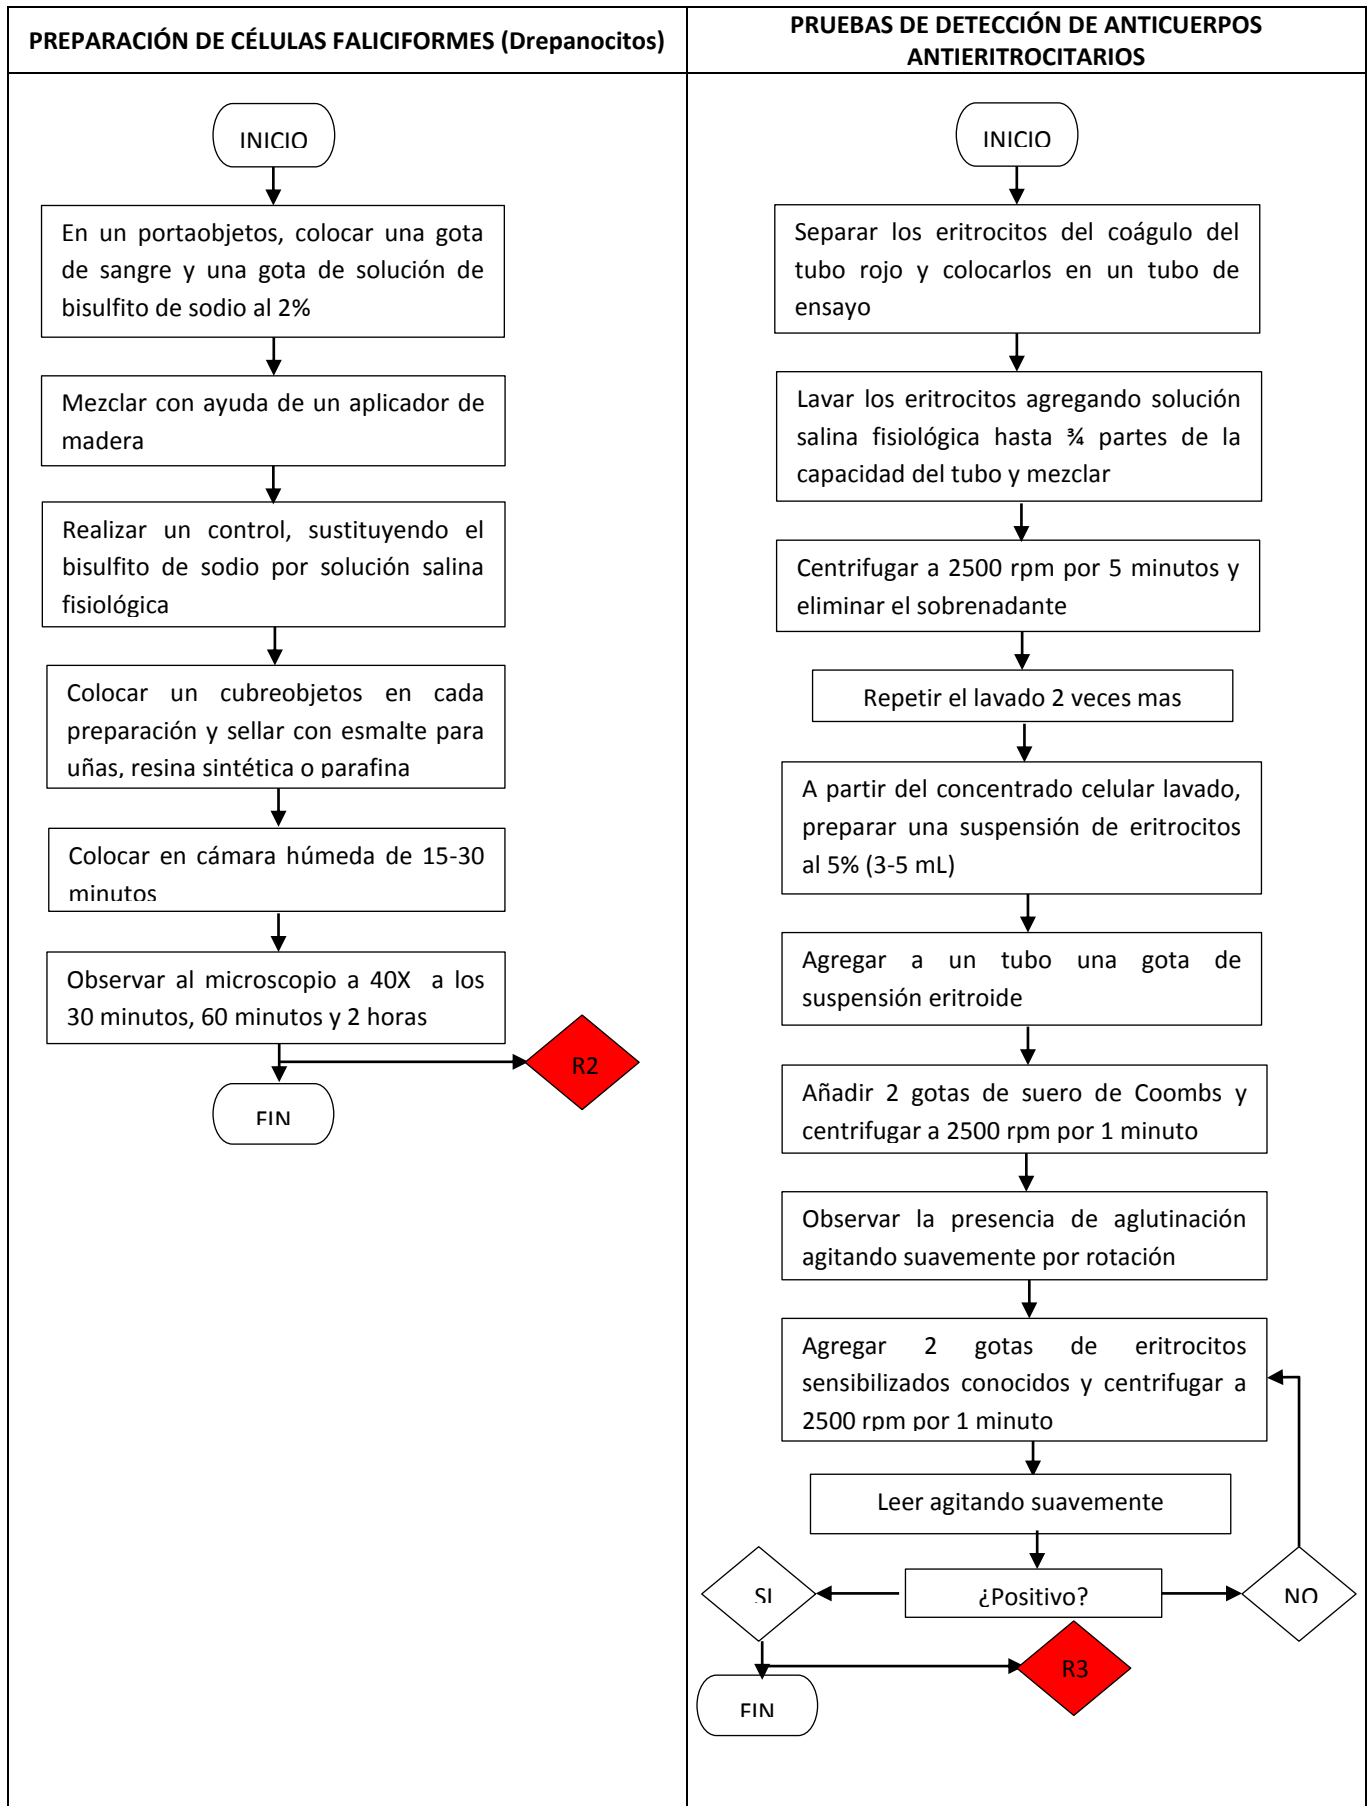 PREPARACIÓN DE CÉLULAS FALICIFORMES (Drepanocitos)
INICIO
En un portaobjetos, colocar una gota
de sangre y una gota de solución de
bisulfito de sodio al 2%
Mezclar con ayuda de un aplicador de
madera
Realizar un control, sustituyendo el
bisulfito de sodio por solución salina
fisiológica
Colocar un cubreobjetos en cada
preparación y sellar con esmalte para
uñas, resina sintética o parafina
Colocar en cámara húmeda de 15-30
minutos
Observar al microscopio a 40X a los
30 minutos, 60 minutos y 2 horas
R2
FIN
PRUEBAS DE DETECCIÓN DE ANTICUERPOS
ANTIERITROCITARIOS
INICIO
Separar los eritrocitos del coágulo del
tubo rojo y colocarlos en un tubo de
ensayo
Lavar los eritrocitos agregando solución
salina fisiológica hasta ¾ partes de la
capacidad del tubo y mezclar
Centrifugar a 2500 rpm por 5 minutos y
eliminar el sobrenadante
Repetir el lavado 2 veces mas
A partir del concentrado celular lavado,
preparar una suspensión de eritrocitos
al 5% (3-5 mL)
Agregar a un tubo una gota de
suspensión eritroide
Añadir 2 gotas de suero de Coombs y
centrifugar a 2500 rpm por 1 minuto
Observar la presencia de aglutinación
agitando suavemente por rotación
Agregar 2 gotas de eritrocitos
sensibilizados conocidos y centrifugar a
2500 rpm por 1 minuto
Leer agitando suavemente
SI
¿Positivo?
NO
R3
FIN